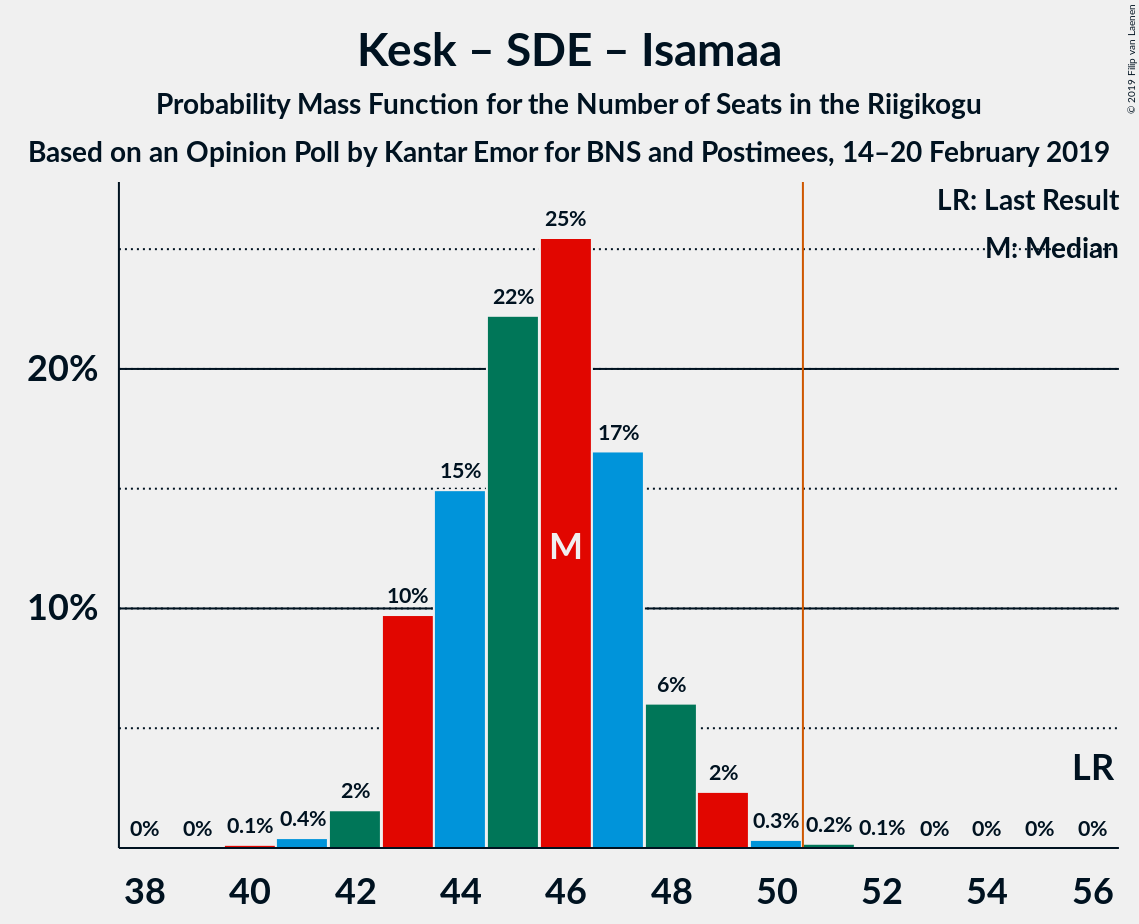 Kesk – SDE – Isamaa
Probability Mass Function for the Number of Seats in the Riigikogu
Based on an Opinion Poll by Kantar Emor for BNS and Postimees, 14–20 February 2019
© 2019 Filip van Laenen
LR: Last Result
M: Median
25%
22%
20%
17%
15%
M
10%
10%
6%
LR
2%
2%
0% 0% 0.1% 0.4% 0.3% 0.2% 0.1% 0% 0% 0% 0%
38 40 42 44 46 48 50 52 54 56